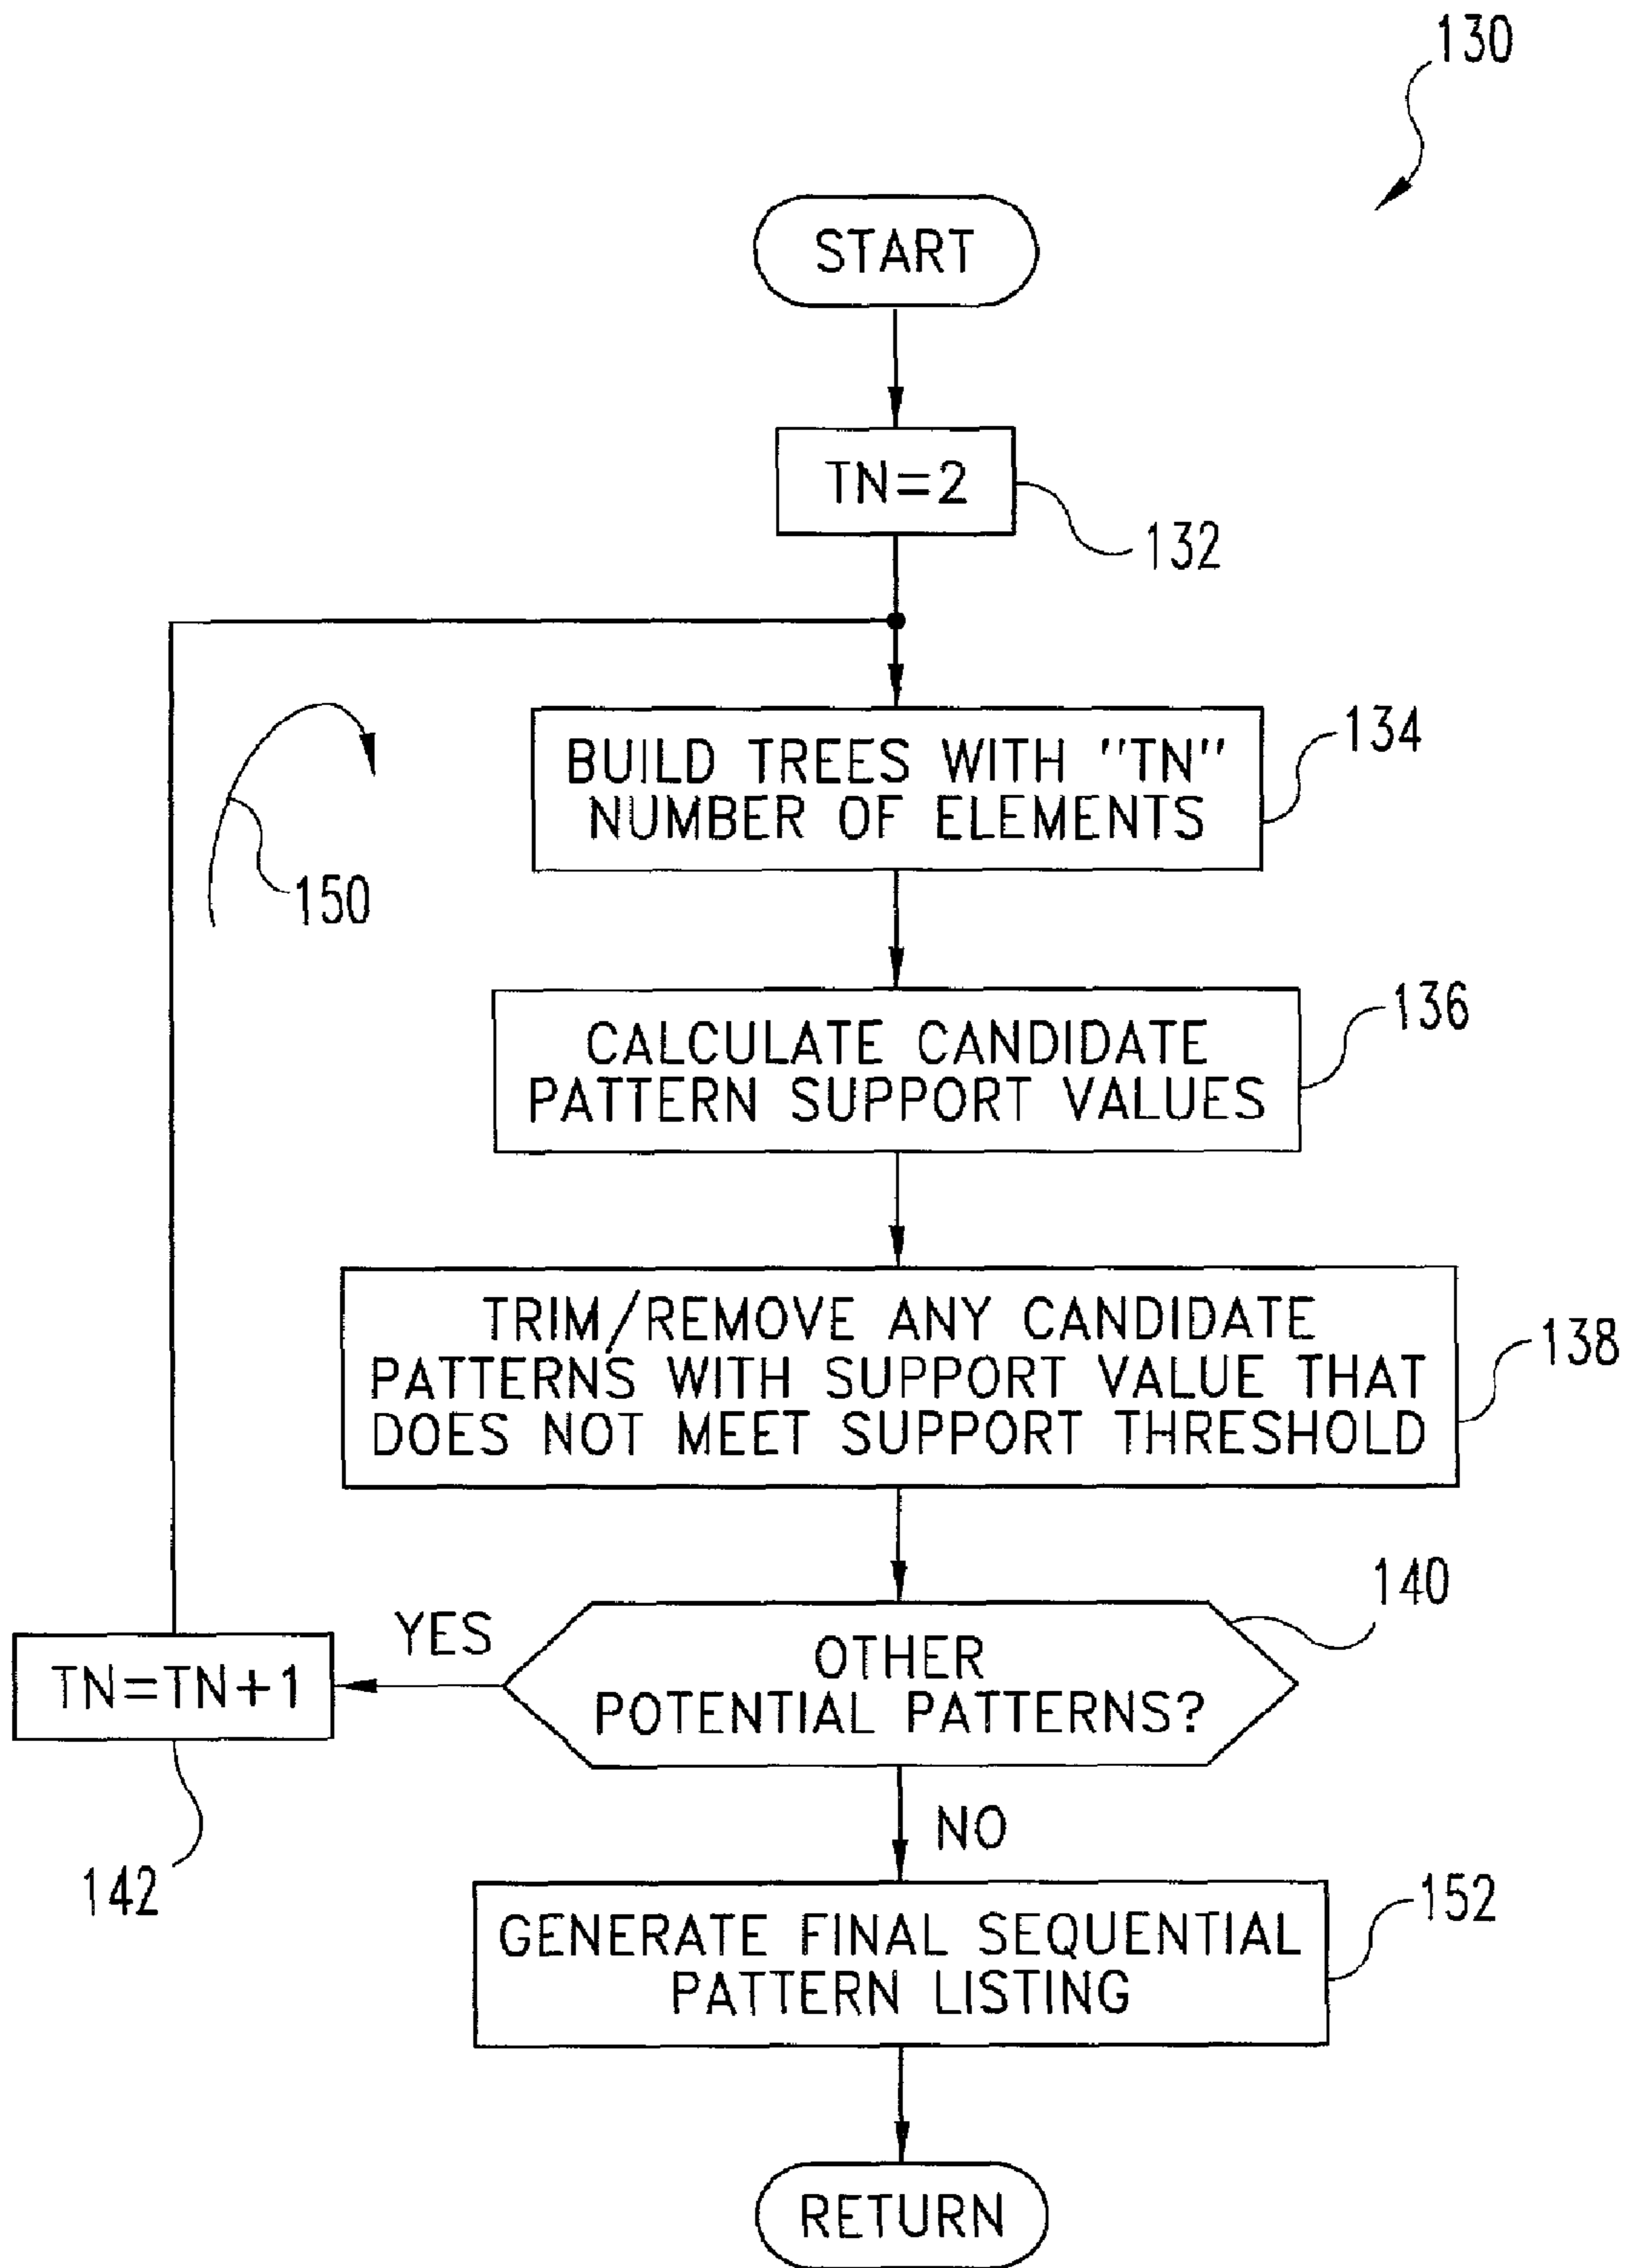 130
START
TN=2
132
BUILD TREES WITH "TN"
NUMBER OF ELEMENTS
134
150
CALCULATE CANDIDATE
PATTERN SUPPORT VALUES
136
TRIM/REMOVE ANY CANDIDATE
PATTERNS WITH SUPPORT VALUE THAT
DOES NOT MEET SUPPORT THRESHOLD
138
140
YES
OTHER
POTENTIAL PATTERNS?
TN=TN+1
142
NO
GENERATE FINAL SEQUENTIAL
PATTERN LISTING
152
RETURN